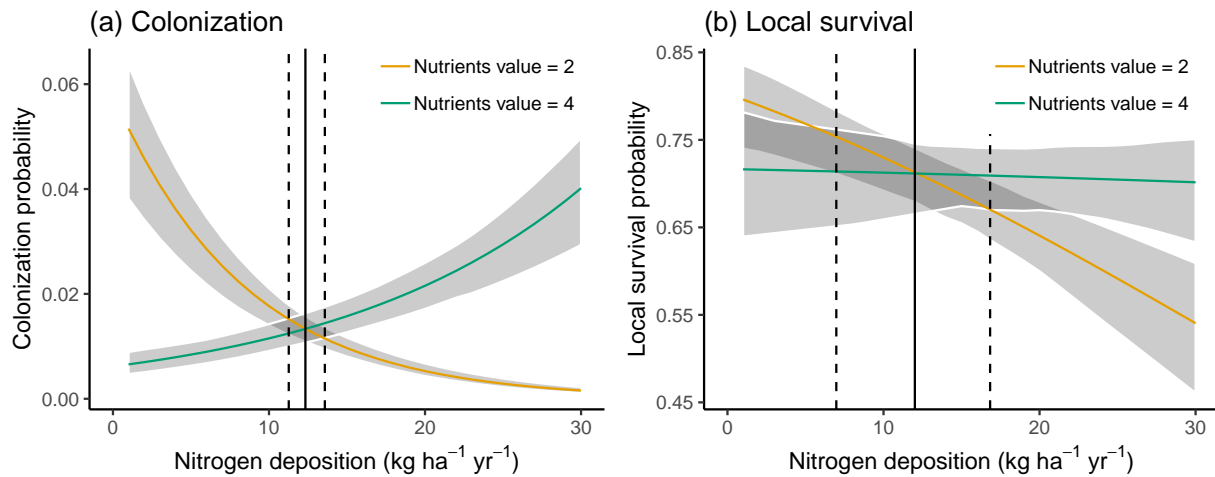 (a) Colonization
Colonization probability
0.06
0.04
0.02
0.00
Nutrients value = 2
Nutrients value = 4
0
10
20
30
Nitrogen deposition (kg ha⁻¹ yr⁻¹)
(b) Local survival
Local survival probability
0.85
0.75
0.65
0.55
0.45
Nutrients value = 2
Nutrients value = 4
0
10
20
30
Nitrogen deposition (kg ha⁻¹ yr⁻¹)